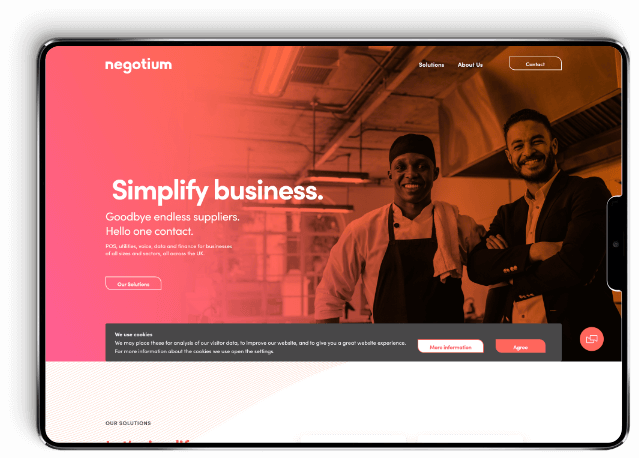 negotium
Solutions
About Us
Contact
Simplify business.
Goodbye endless suppliers.
Hello one contact.
POS, utilities, voice, data and finance for businesses
of all sizes and sectors, all across the UK.
Our Solutions
We use cookies
We may place these for analysis of our visitor data, to improve our website, and to give you a great website experience.
For more information about the cookies we use open the settings.
More information
Agree
OUR SOLUTIONS